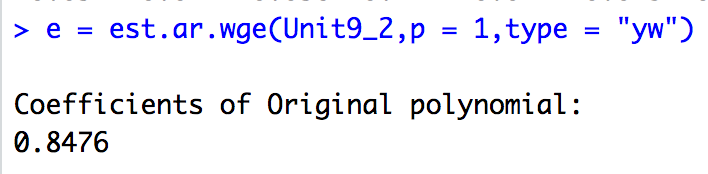 > e = est.ar.wge(Unit9_2,p = 1,type = "yw")
Coefficients of Original polynomial:
0.8476